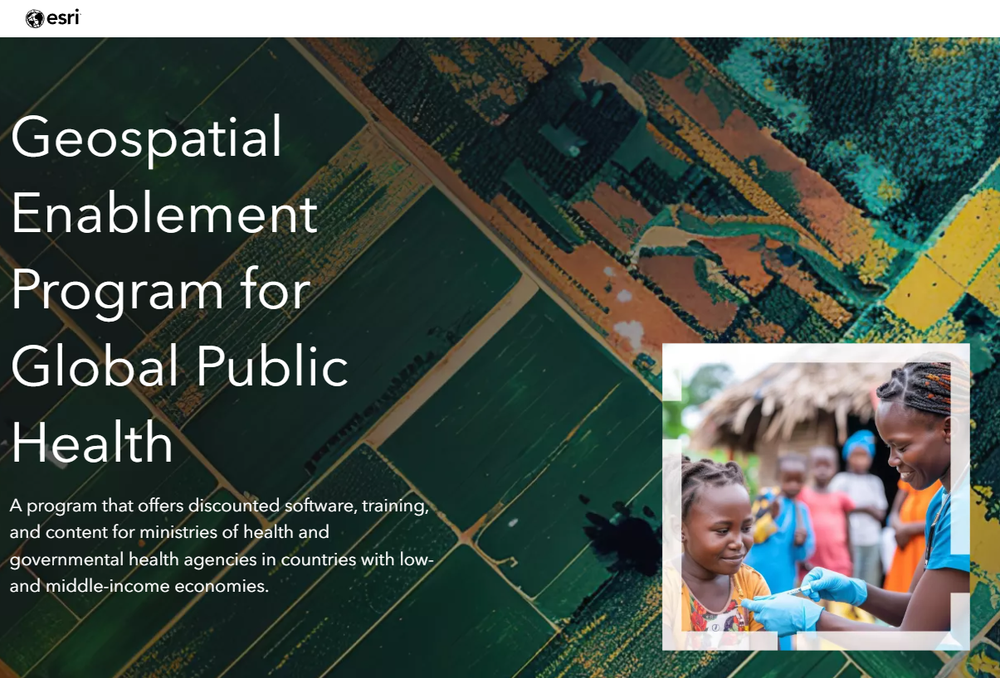 esri
Geospatial
Enablement
Program for
Global Public
Health
A program that offers discounted software, training,
and content for ministries of health and
governmental health agencies in countries with low-
and middle-income economies.